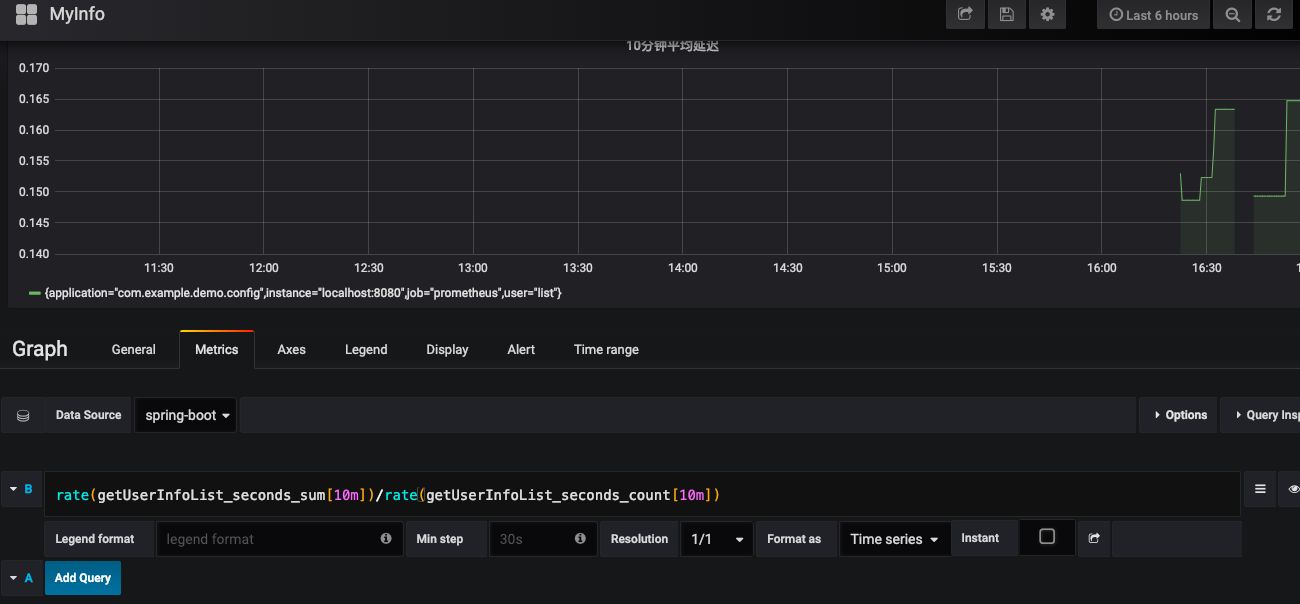 MyInfo
Last 6 hours
10分钟平均延迟
0.170
0.165
0.160
0.155
0.150
0.145
0.140
11:30 12:00 12:30 13:00 13:30 14:00 14:30 15:00 15:30 16:00 16:30
{application="com.example.demo.config",instance="localhost:8080",job="prometheus",user="list"}
Graph General Metrics Axes Legend Display Alert Time range
Data Source spring-boot Options Query Insp
B rate(getUserInfoList_seconds_sum[10m])/rate(getUserInfoList_seconds_count[10m])
Legend format legend format Min step 30s Resolution 1/1 Format as Time series Instant
A Add Query